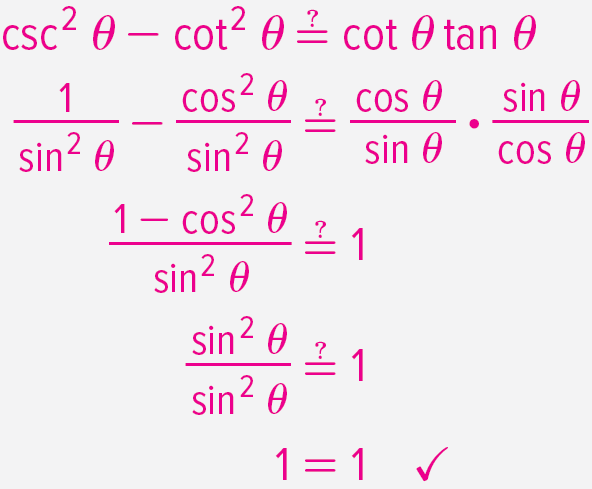 csc² θ − cot² θ ≟ cot θ tan θ
1/sin² θ − cos² θ/sin² θ ≟ cos θ/sin θ • sin θ/cos θ
(1 − cos² θ)/sin² θ ≟ 1
sin² θ/sin² θ ≟ 1
1 = 1 ✓